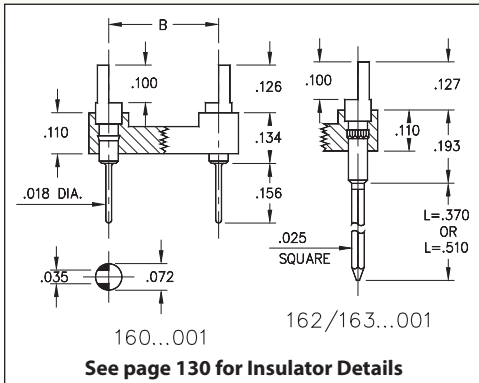 B
.100
.126
.110
.134
.018 DIA.
.156
.035
.072
160...001
.100
.127
.110
.193
.025
SQUARE
L=.370
OR
L=.510
162/163...001
See page 130 for Insulator Details